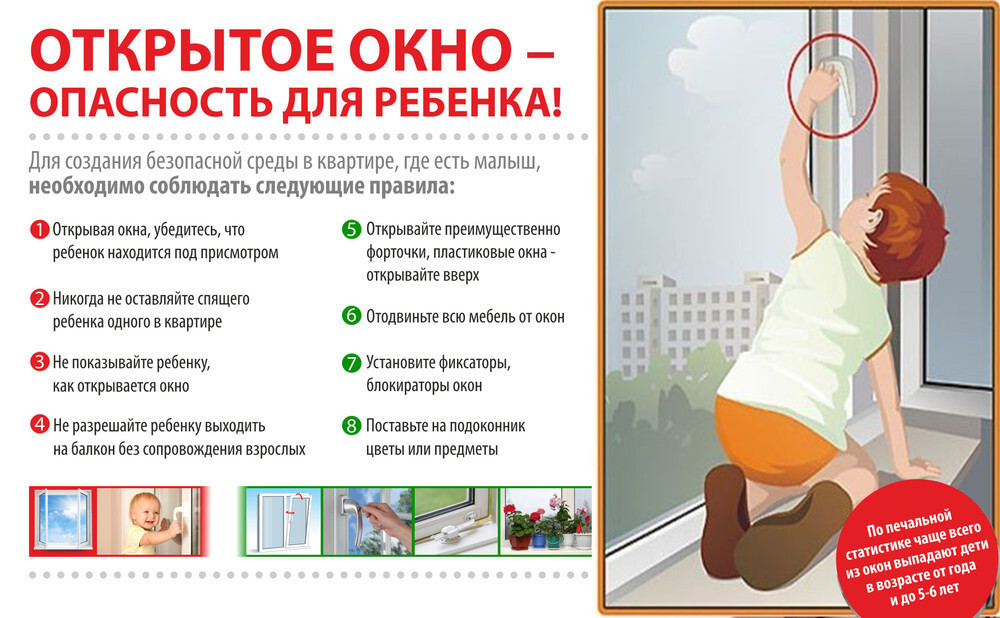 ОТКРЫТОЕ ОКНО –
ОПАСНОСТЬ ДЛЯ РЕБЕНКА!
Для создания безопасной среды в квартире, где есть малыш,
необходимо соблюдать следующие правила:
1 Открывая окна, убедитесь, что
ребенок находится под присмотром
2 Никогда не оставляйте спящего
ребенка одного в квартире
3 Не показывайте ребенку,
как открывается окно
4 Не разрешайте ребенку выходить
на балкон без сопровождения взрослых
5 Открывайте преимущественно
форточки, пластиковые окна -
открывайте вверх
6 Отодвиньте всю мебель от окон
7 Установите фиксаторы,
блокираторы окон
8 Поставьте на подоконник
цветы или предметы
По печальной
статистике чаще всего
из окон выпадают дети
в возрасте от года
и до 5-6 лет